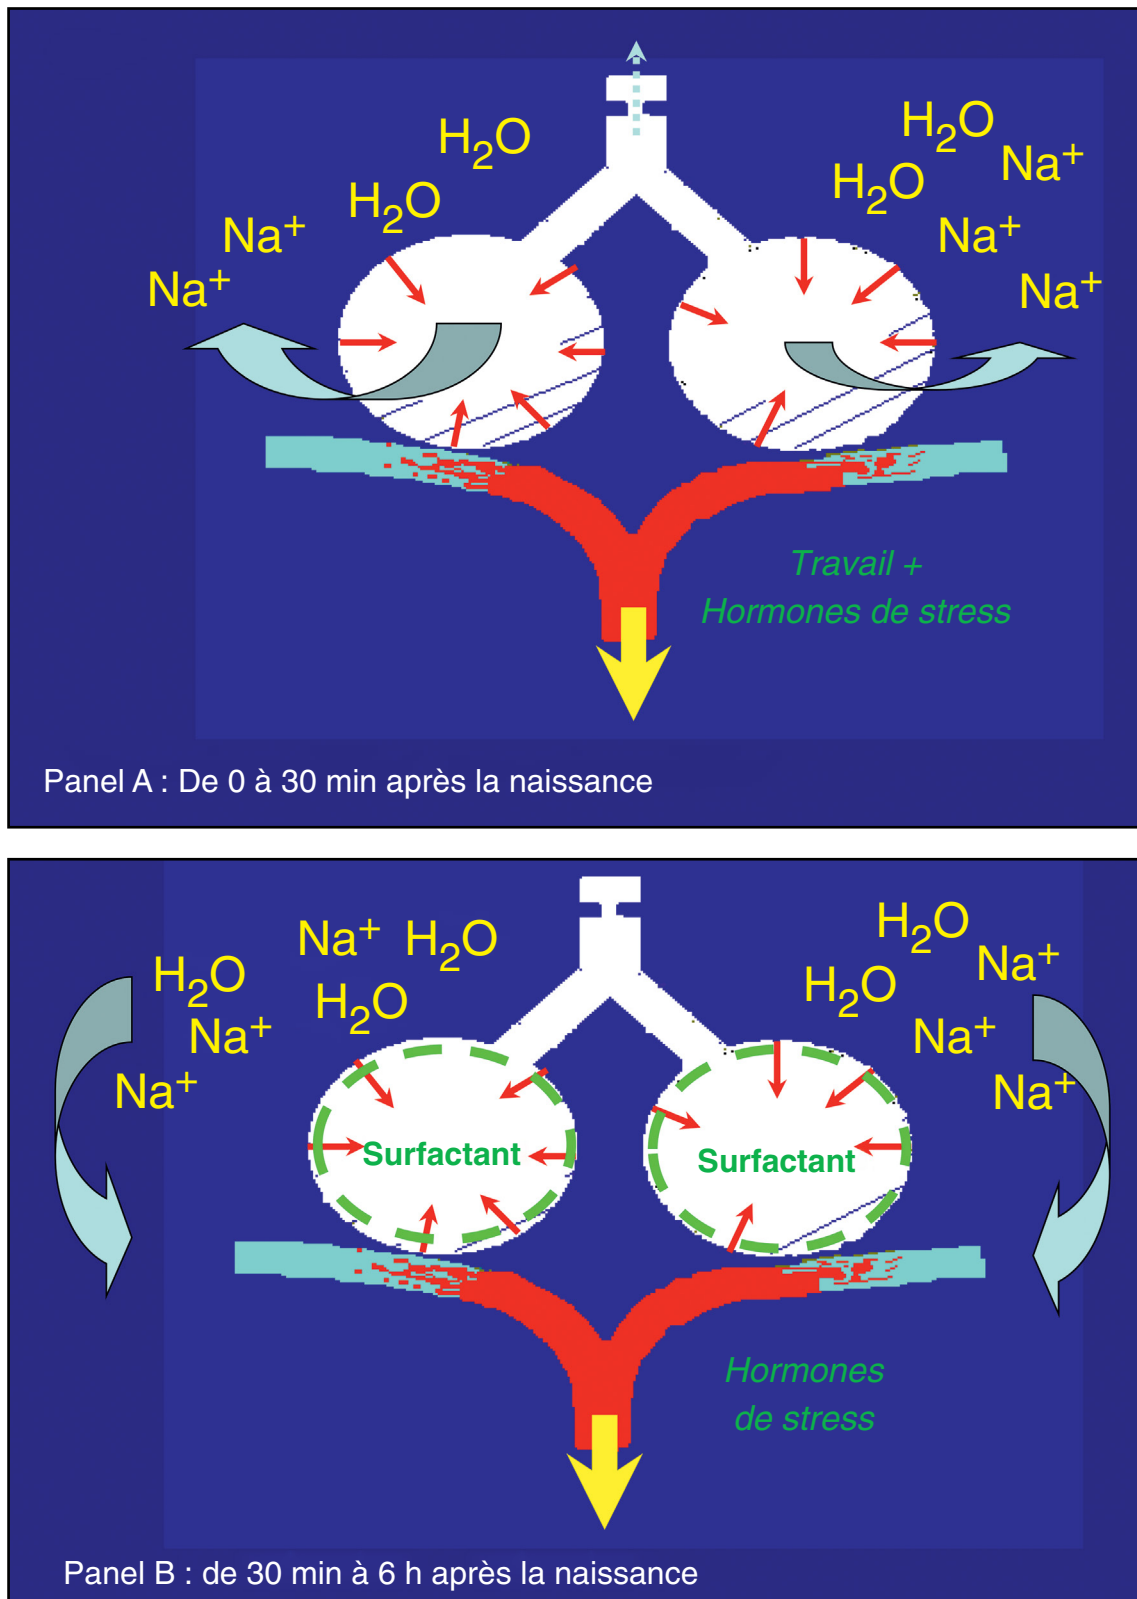 H₂O
H₂O
Na⁺
Na⁺
H₂O
Na⁺
H₂O
Na⁺
Na⁺
Travail +
Hormones de stress
Panel A : De 0 à 30 min après la naissance
H₂O
Na⁺ H₂O
H₂O
Na⁺
Na⁺
H₂O
Na⁺
H₂O
Na⁺
Na⁺
Surfactant
Surfactant
Hormones
de stress
Panel B : de 30 min à 6 h après la naissance